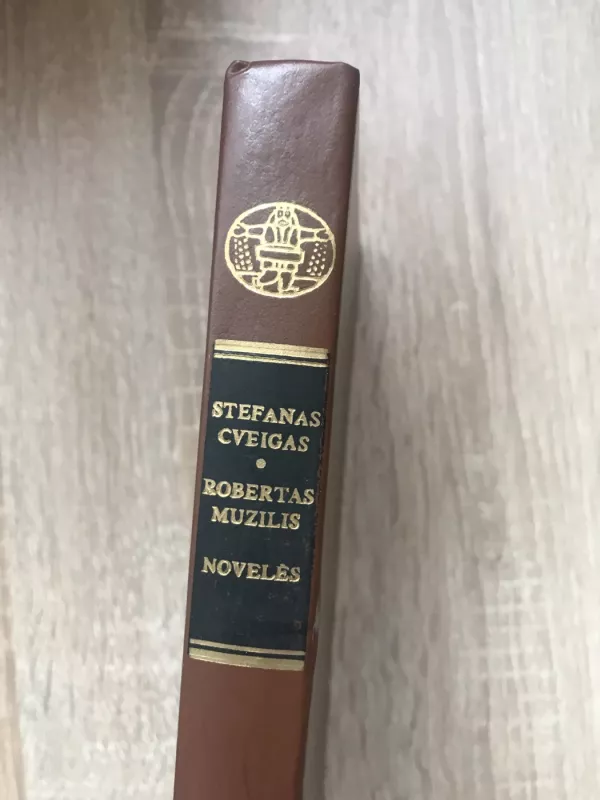 STEFANAS
CVEIGAS
•
ROBERTAS
MUZILIS
NOVELĖS